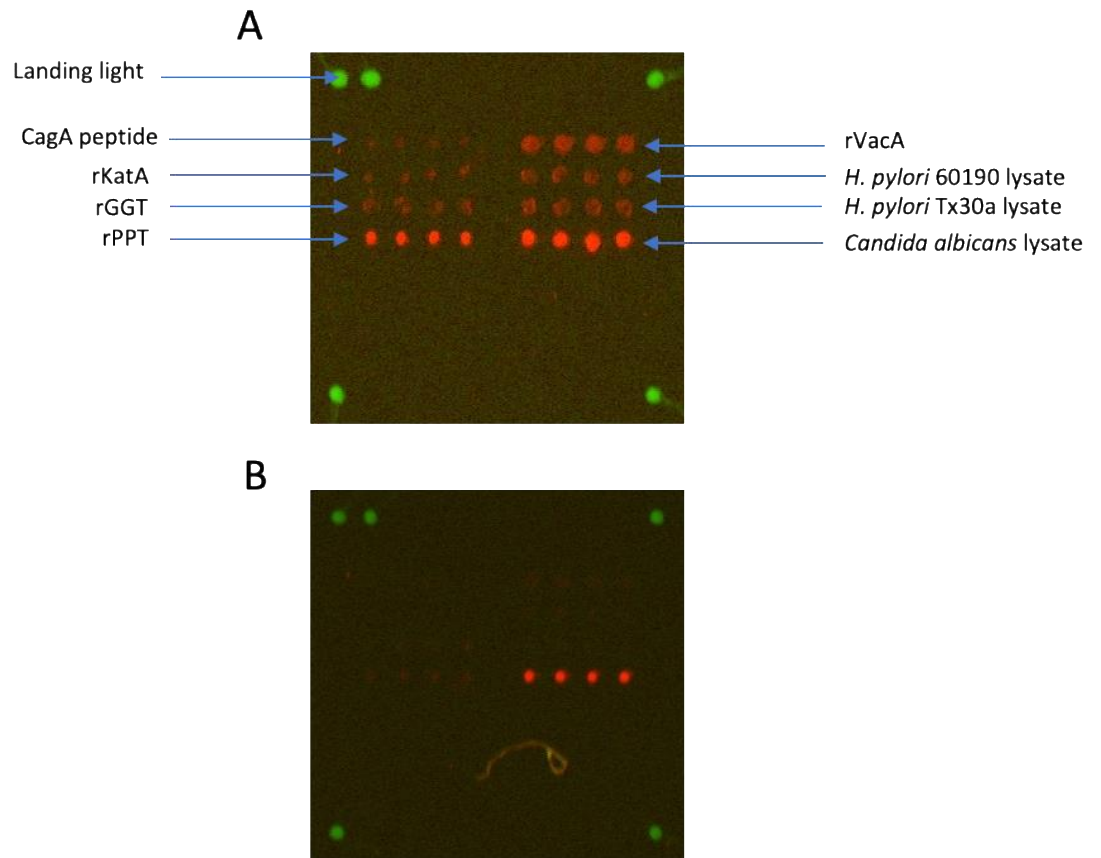 A
Landing light
CagA peptide
rKatA
rGGT
rPPT
rVacA
H. pylori 60190 lysate
H. pylori Tx30a lysate
Candida albicans lysate
B